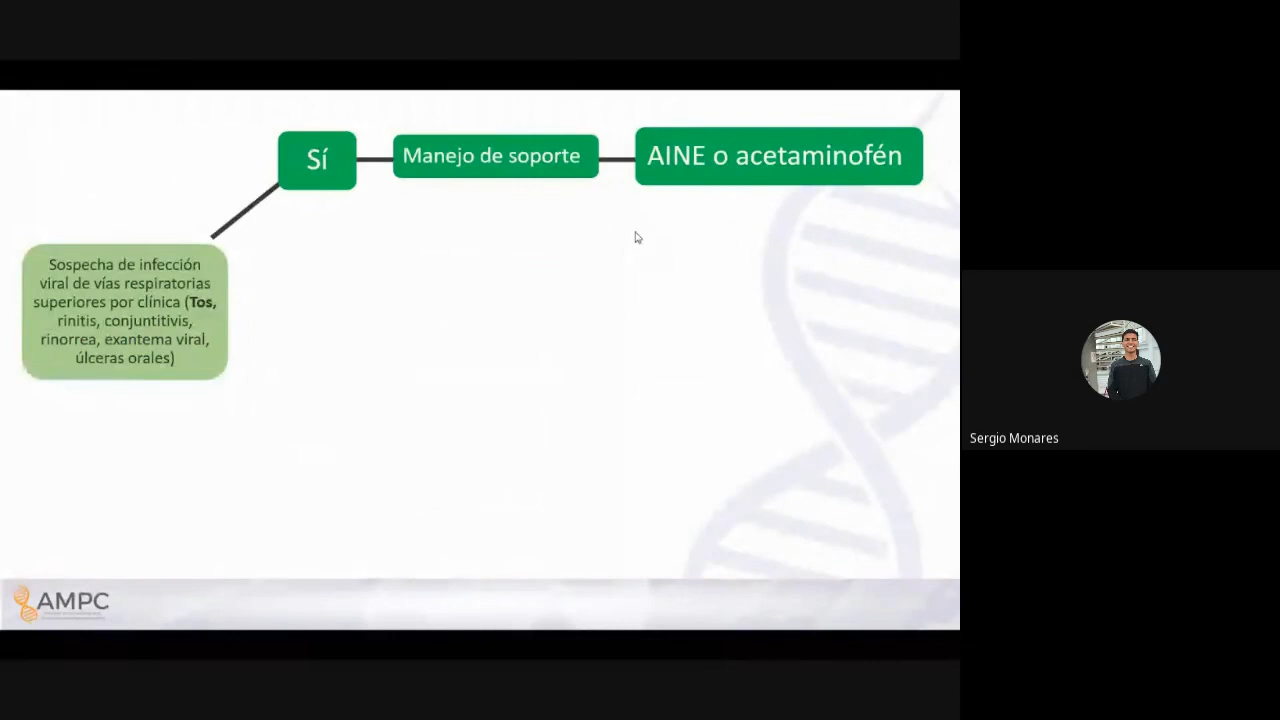 Sí
Manejo de soporte
AINE o acetaminofén
Sospecha de infección
viral de vías respiratorias
superiores por clínica (Tos,
rinitis, conjuntitivis,
rinorrea, exantema viral,
úlceras orales)
Sergio Monares
AMPC